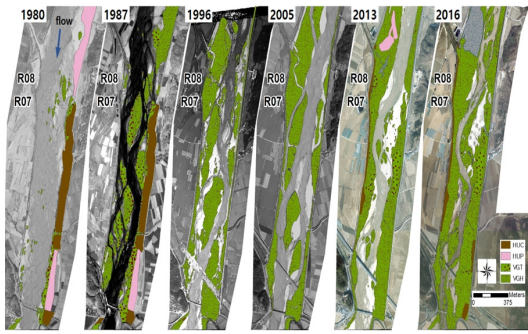 1980
1987
1996
2005
2013
2016
flow
R08
R07
R08
R07
R08
R07
R08
R07
R08
R07
R08
R07
HUC
HUP
VGT
VGH
Meters
0
375